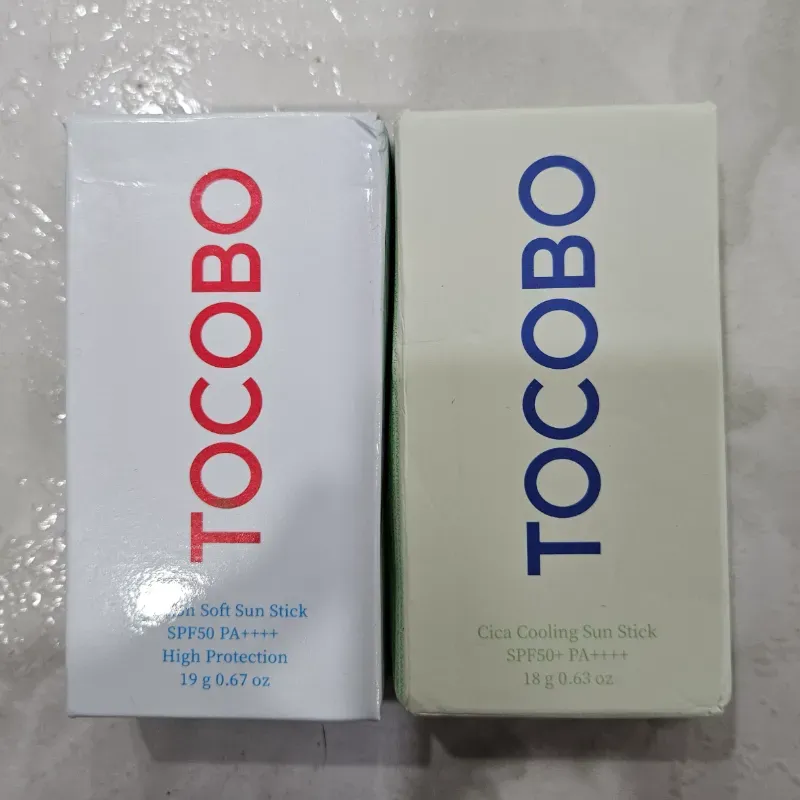 TOCOBO
Soft Sun Stick
SPF50 PA++++
High Protection
19 g 0.67 oz
TOCOBO
Cica Cooling Sun Stick
SPF50+ PA++++
18 g 0.63 oz